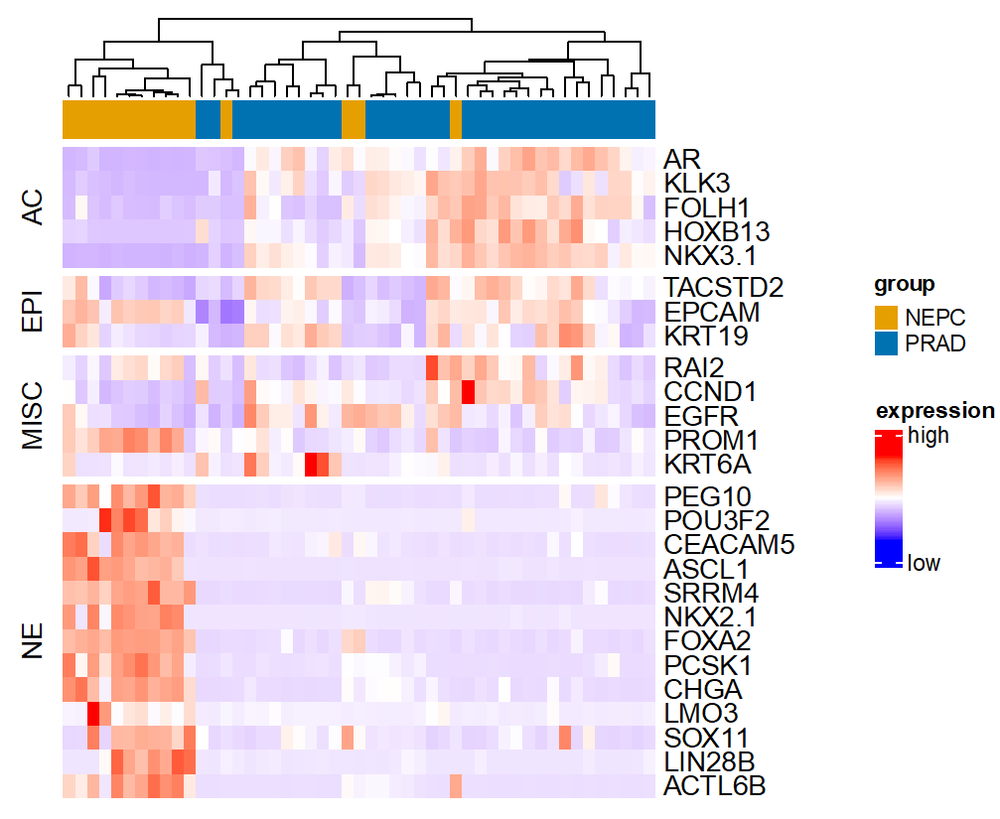 AC
AR
KLK3
FOLH1
HOXB13
NKX3.1
EPI
TACSTD2
EPCAM
KRT19
MISC
RAI2
CCND1
EGFR
PROM1
KRT6A
NE
PEG10
POU3F2
CEACAM5
ASCL1
SRRM4
NKX2.1
FOXA2
PCSK1
CHGA
LMO3
SOX11
LIN28B
ACTL6B
group
NEPC
PRAD
expression
high
low